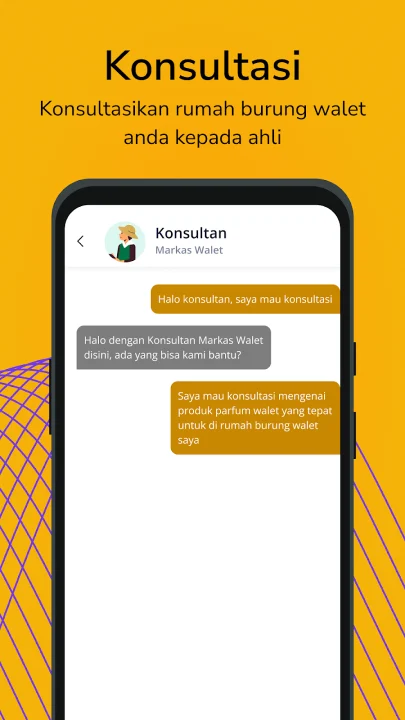 Konsultasi
Konsultasikan rumah burung walet
anda kepada ahli
Konsultan
Markas Walet
Halo konsultan, saya mau konsultasi
Halo dengan Konsultan Markas Walet
disini, ada yang bisa kami bantu?
Saya mau konsultasi mengenai
produk parfum walet yang tepat
untuk di rumah burung walet
saya